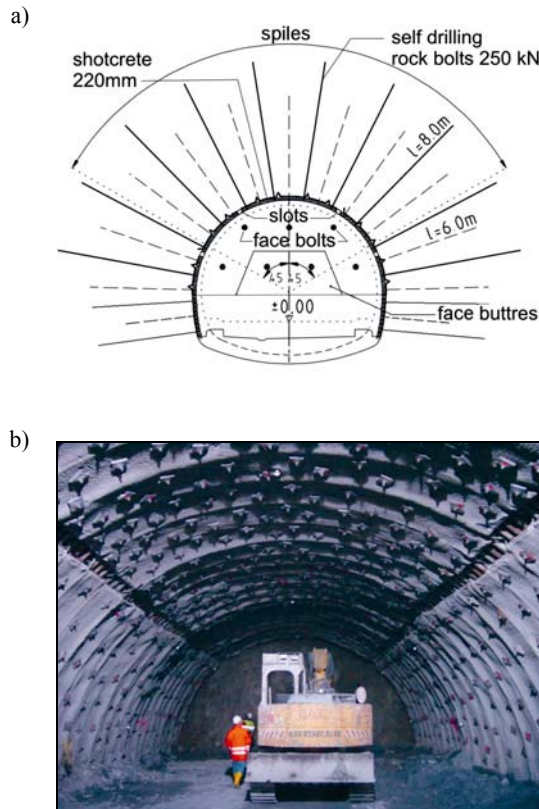 a)
spiles
shotcrete
220mm
self drilling
rock bolts 250 kN
l=8.0m
l=6.0m
slots
face bolts
45 45
±0.00
face buttres
b)